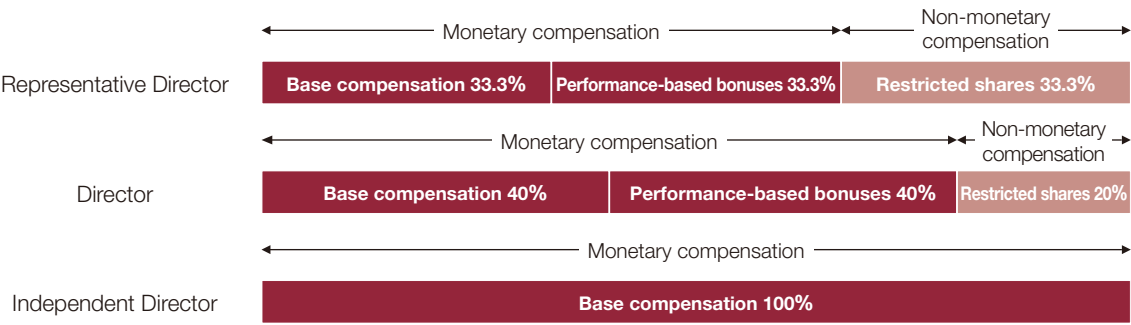 Monetary compensation
Non-monetary
compensation
Representative Director
Base compensation 33.3%
Performance-based bonuses 33.3%
Restricted shares 33.3%
Monetary compensation
Non-monetary
compensation
Director
Base compensation 40%
Performance-based bonuses 40%
Restricted shares 20%
Monetary compensation
Independent Director
Base compensation 100%